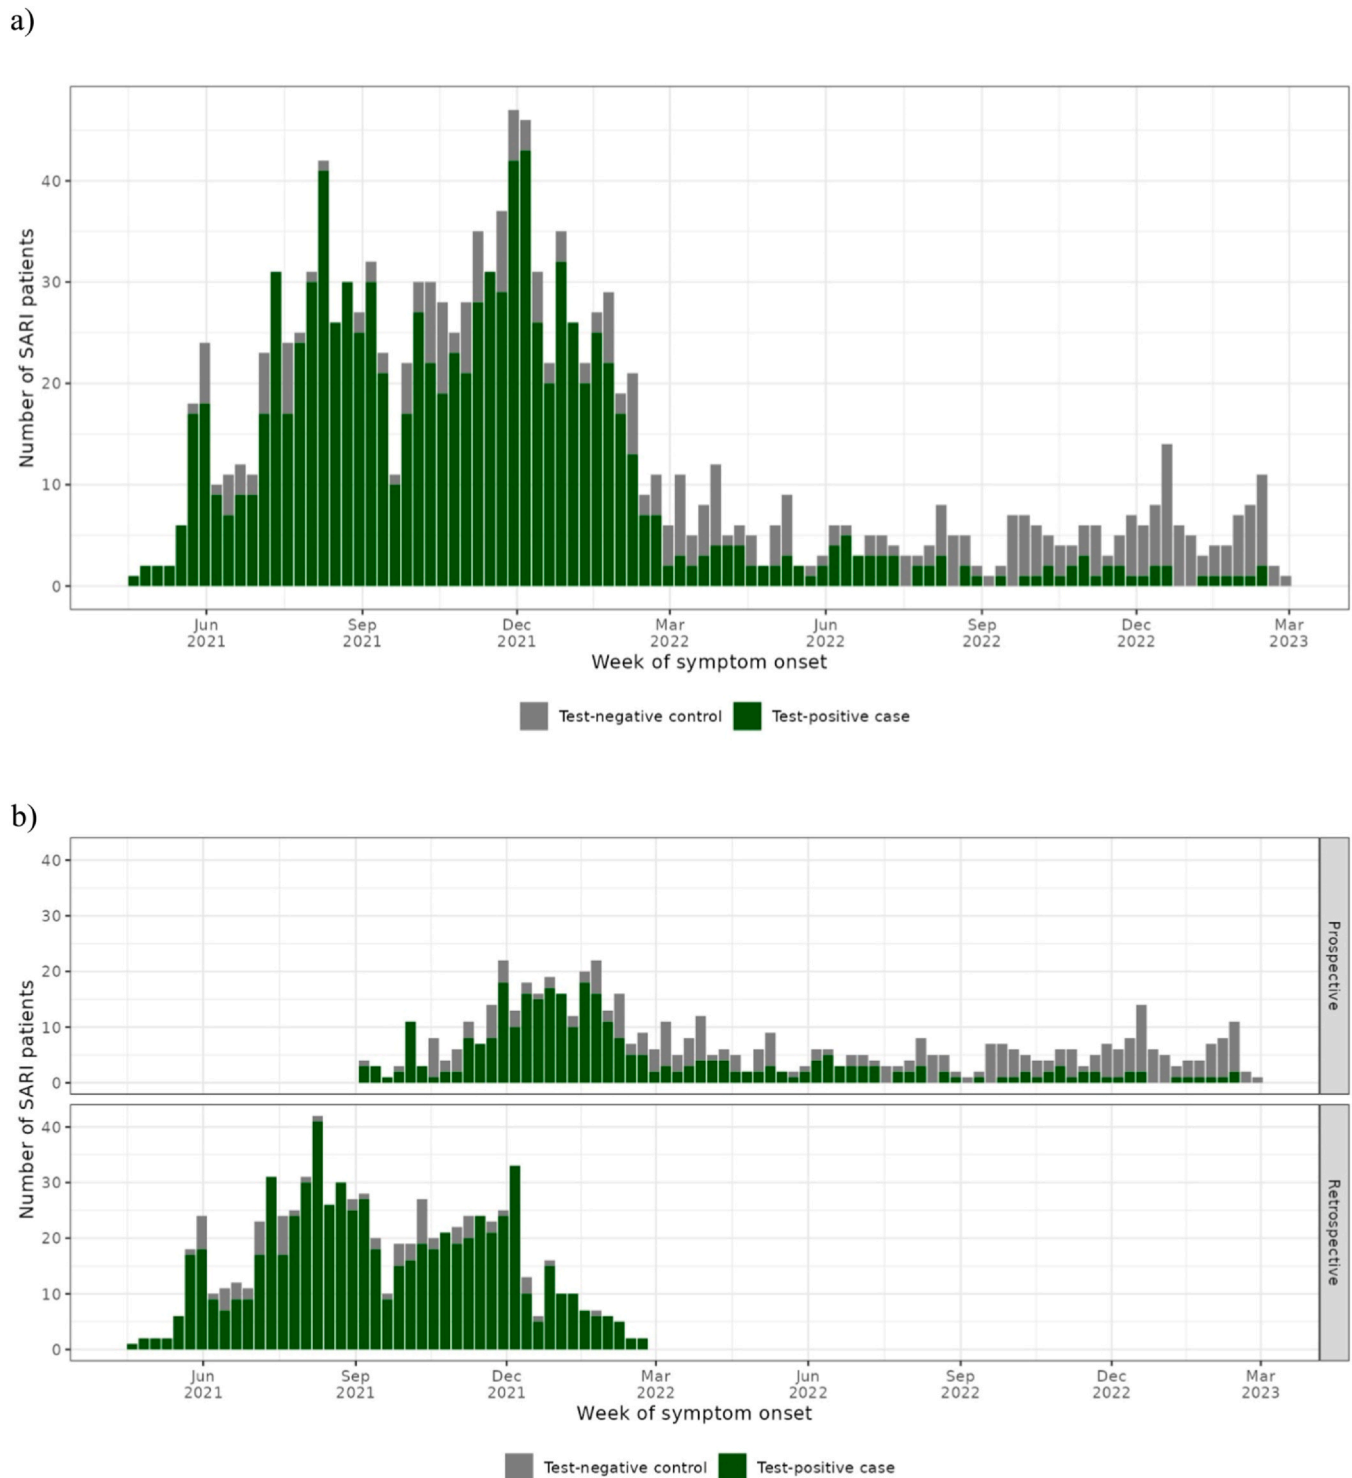 a)
Number of SARI patients
40
30
20
10
0
Jun
2021
Sep
2021
Dec
2021
Mar
2022
Jun
2022
Sep
2022
Dec
2022
Mar
2023
Week of symptom onset
Test-negative control
Test-positive case
b)
Number of SARI patients
40
30
20
10
0
Prospective
40
30
20
10
0
Retrospective
Jun
2021
Sep
2021
Dec
2021
Mar
2022
Jun
2022
Sep
2022
Dec
2022
Mar
2023
Week of symptom onset
Test-negative control
Test-positive case